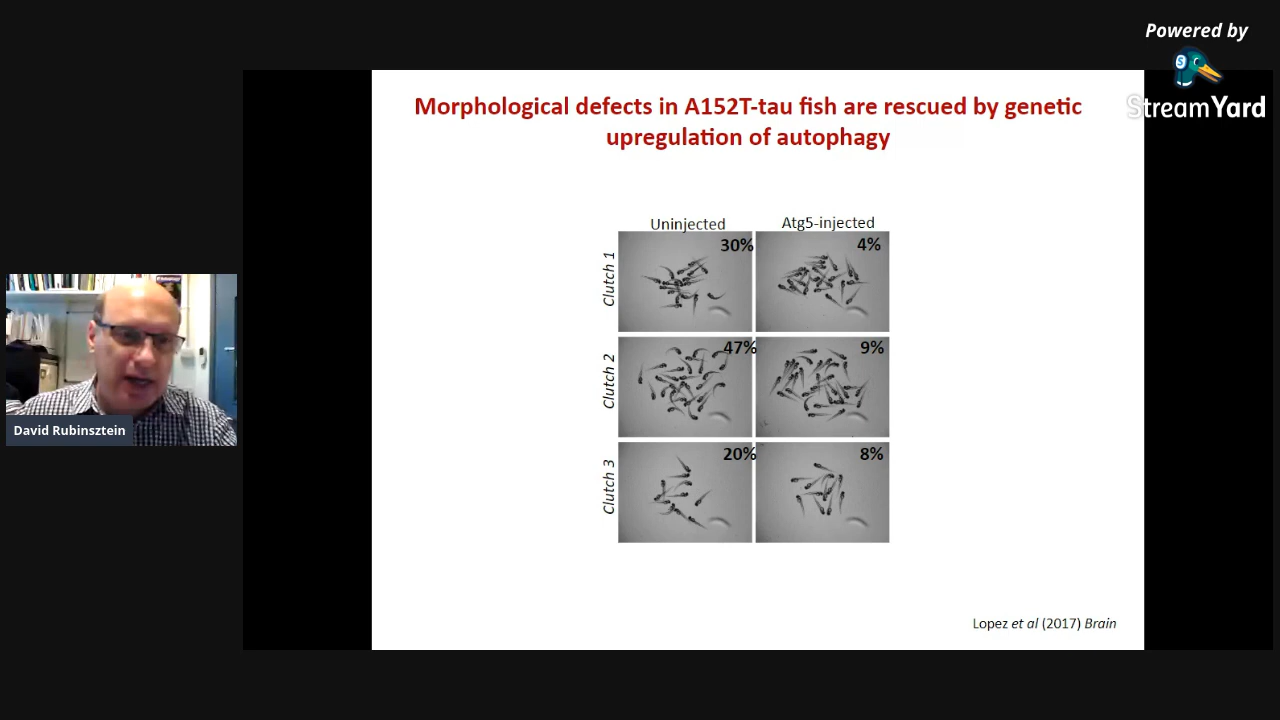 Powered by
StreamYard
Morphological defects in A152T-tau fish are rescued by genetic
upregulation of autophagy
Uninjected
Atg5-injected
Clutch 1
30%
4%
Clutch 2
47%
9%
Clutch 3
20%
8%
David Rubinsztein
Lopez et al (2017) Brain